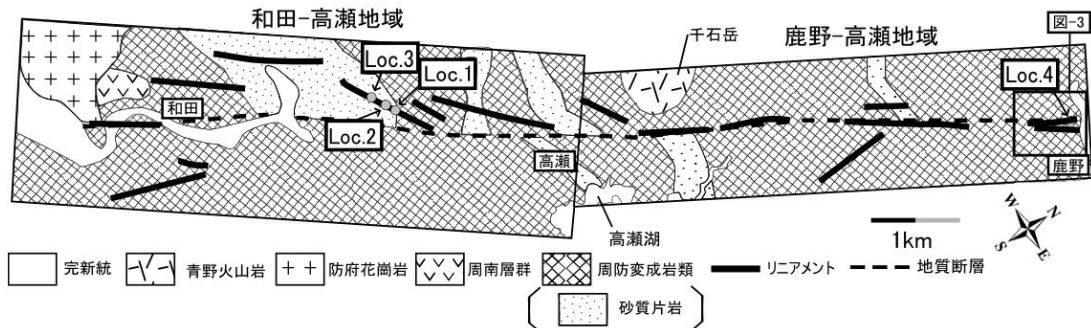 和田-高瀬地域
鹿野-高瀬地域
千石岳
図-3
Loc.3
Loc.1
Loc.4
和田
Loc.2
高瀬
鹿野
高瀬湖
1km
W
N
S
E
完新統
青野火山岩
防府花崗岩
周南層群
周防変成岩類
リニアメント
地質断層
砂質片岩